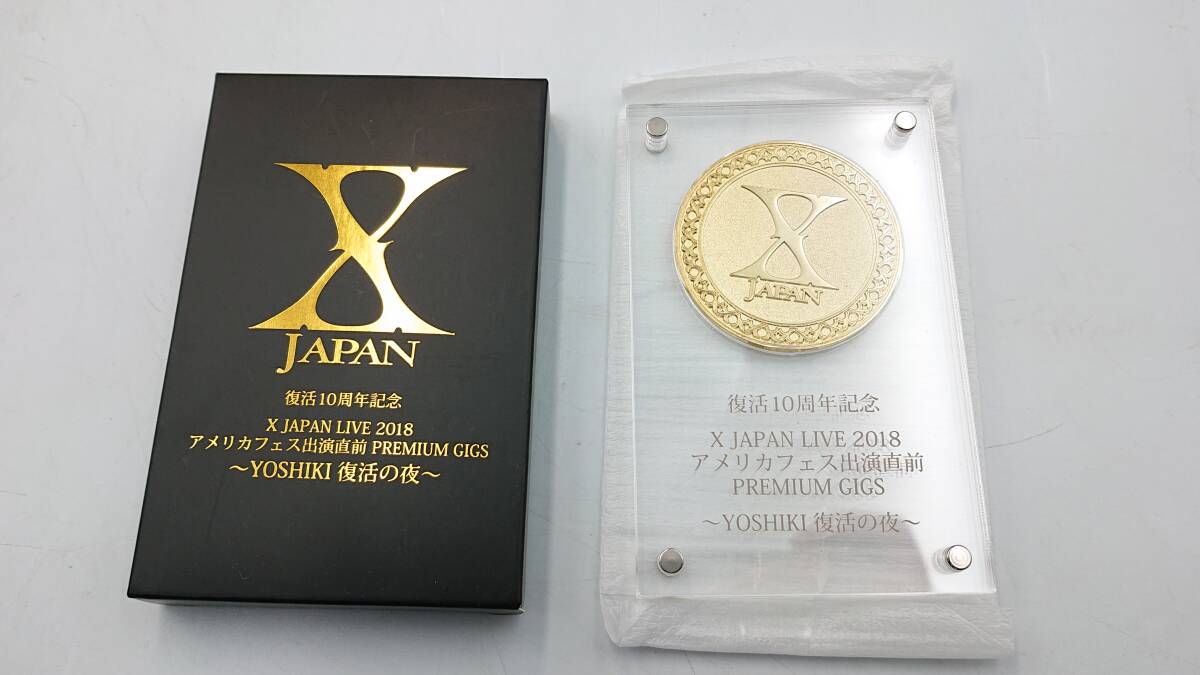 X
JAPAN
復活10周年記念
X JAPAN LIVE 2018
アメリカフェス出演直前 PREMIUM GIGS
～YOSHIKI 復活の夜～
X
JAPAN
復活10周年記念
X JAPAN LIVE 2018
アメリカフェス出演直前
PREMIUM GIGS
～YOSHIKI 復活の夜～